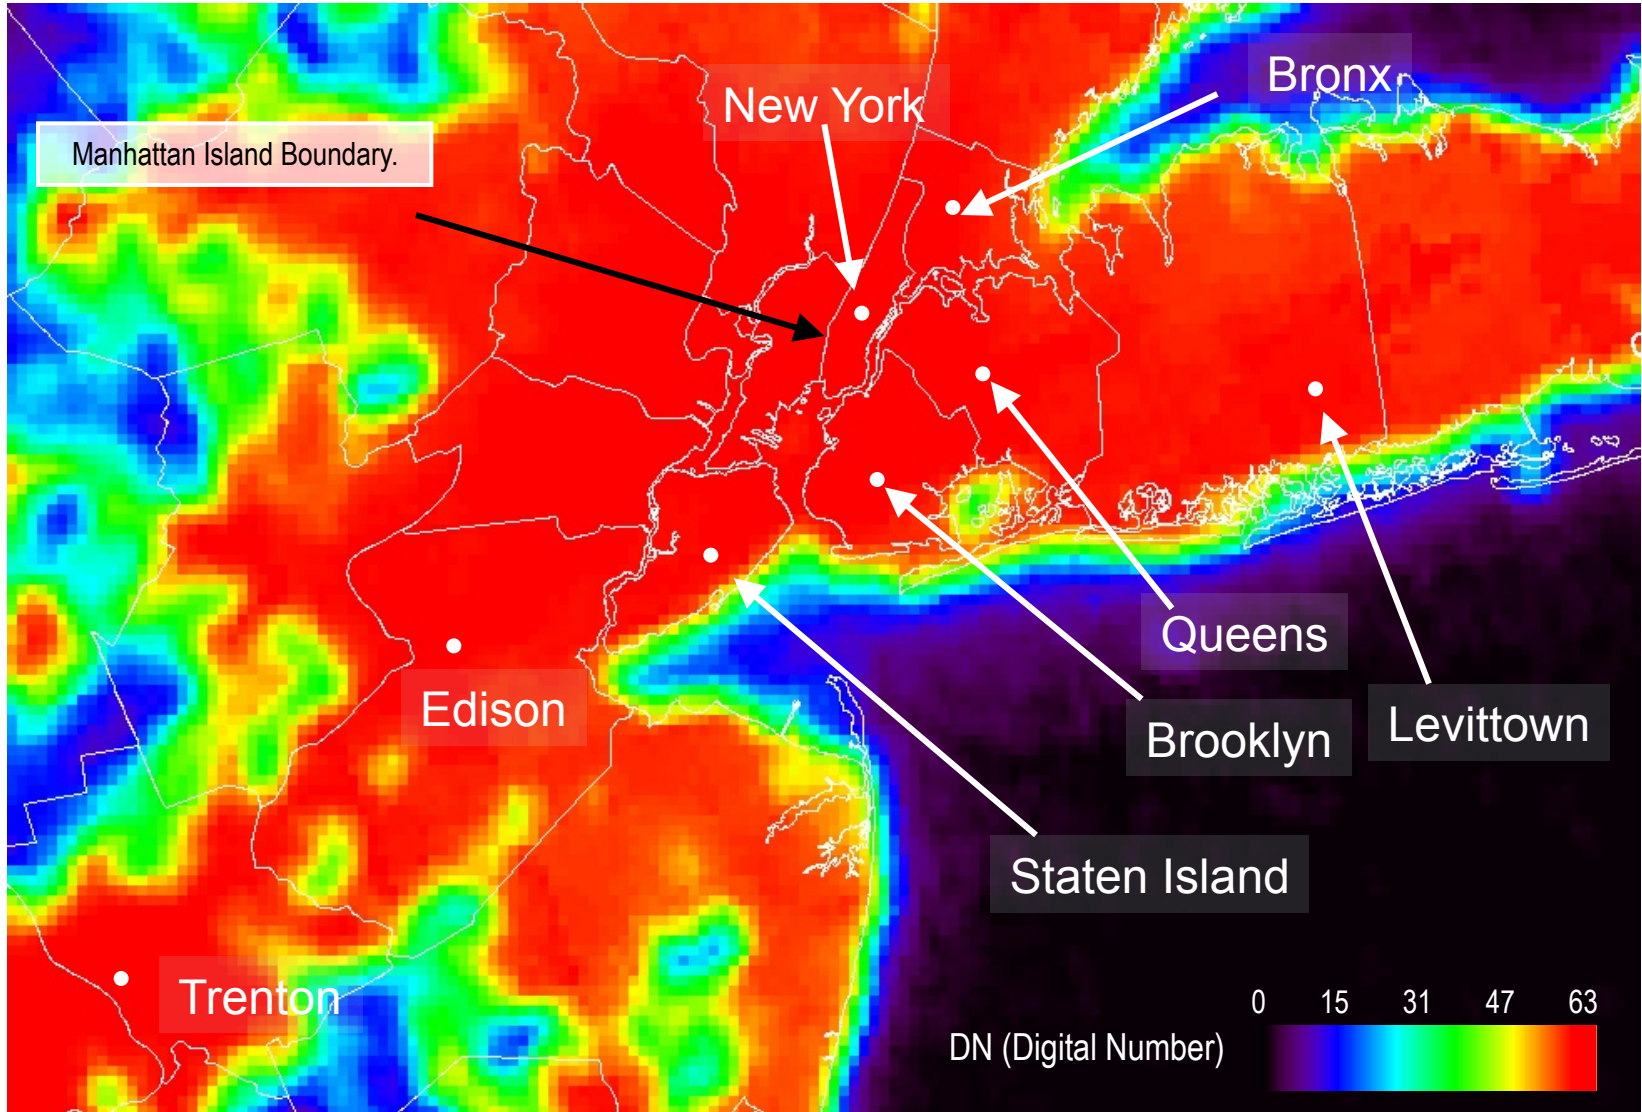 Bronx
New York
Manhattan Island Boundary.
Queens
Edison
Levittown
Brooklyn
Staten Island
Trenton
0 15 31 47 63
DN (Digital Number)